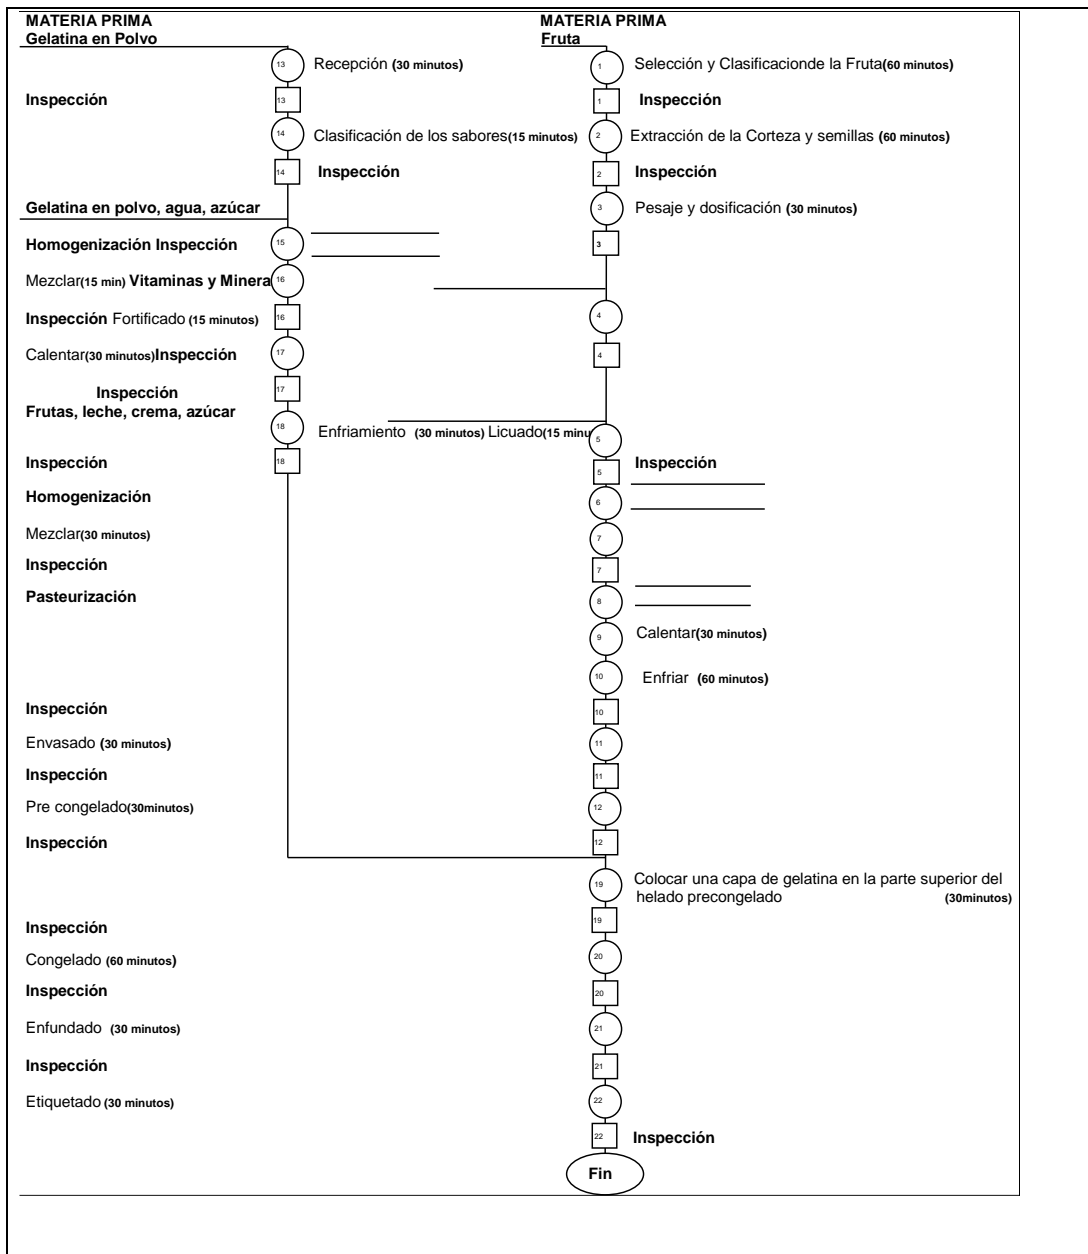 MATERIA PRIMA MATERIA PRIMA
Gelatina en Polvo Fruta
13 Recepción (30 minutos) 1 Selección y Clasificacionde la Fruta(60 minutos)
Inspección 13 1 Inspección
14 Clasificación de los sabores(15 minutos) 2 Extracción de la Corteza y semillas (60 minutos)
14 Inspección 2 Inspección
Gelatina en polvo, agua, azúcar 3 Pesaje y dosificación (30 minutos)
Homogenización Inspección 15 3
Mezclar(15 min) Vitaminas y Minera 16
Inspección Fortificado (15 minutos) 16 4
Calentar(30 minutos)Inspección 17 4
Inspección 17
Frutas, leche, crema, azúcar
18 Enfriamiento (30 minutos) Licuado(15 minu 5
Inspección 18 5 Inspección
Homogenización 6
Mezclar(30 minutos) 7
Inspección 7
Pasteurización 8
9 Calentar(30 minutos)
10 Enfriar (60 minutos)
Inspección 10
Envasado (30 minutos) 11
Inspección 11
Pre congelado(30minutos) 12
Inspección 12
19 Colocar una capa de gelatina en la parte superior del
helado precongelado (30minutos)
Inspección 19
Congelado (60 minutos) 20
Inspección 20
Enfundado (30 minutos) 21
Inspección 21
Etiquetado (30 minutos) 22
22 Inspección
Fin